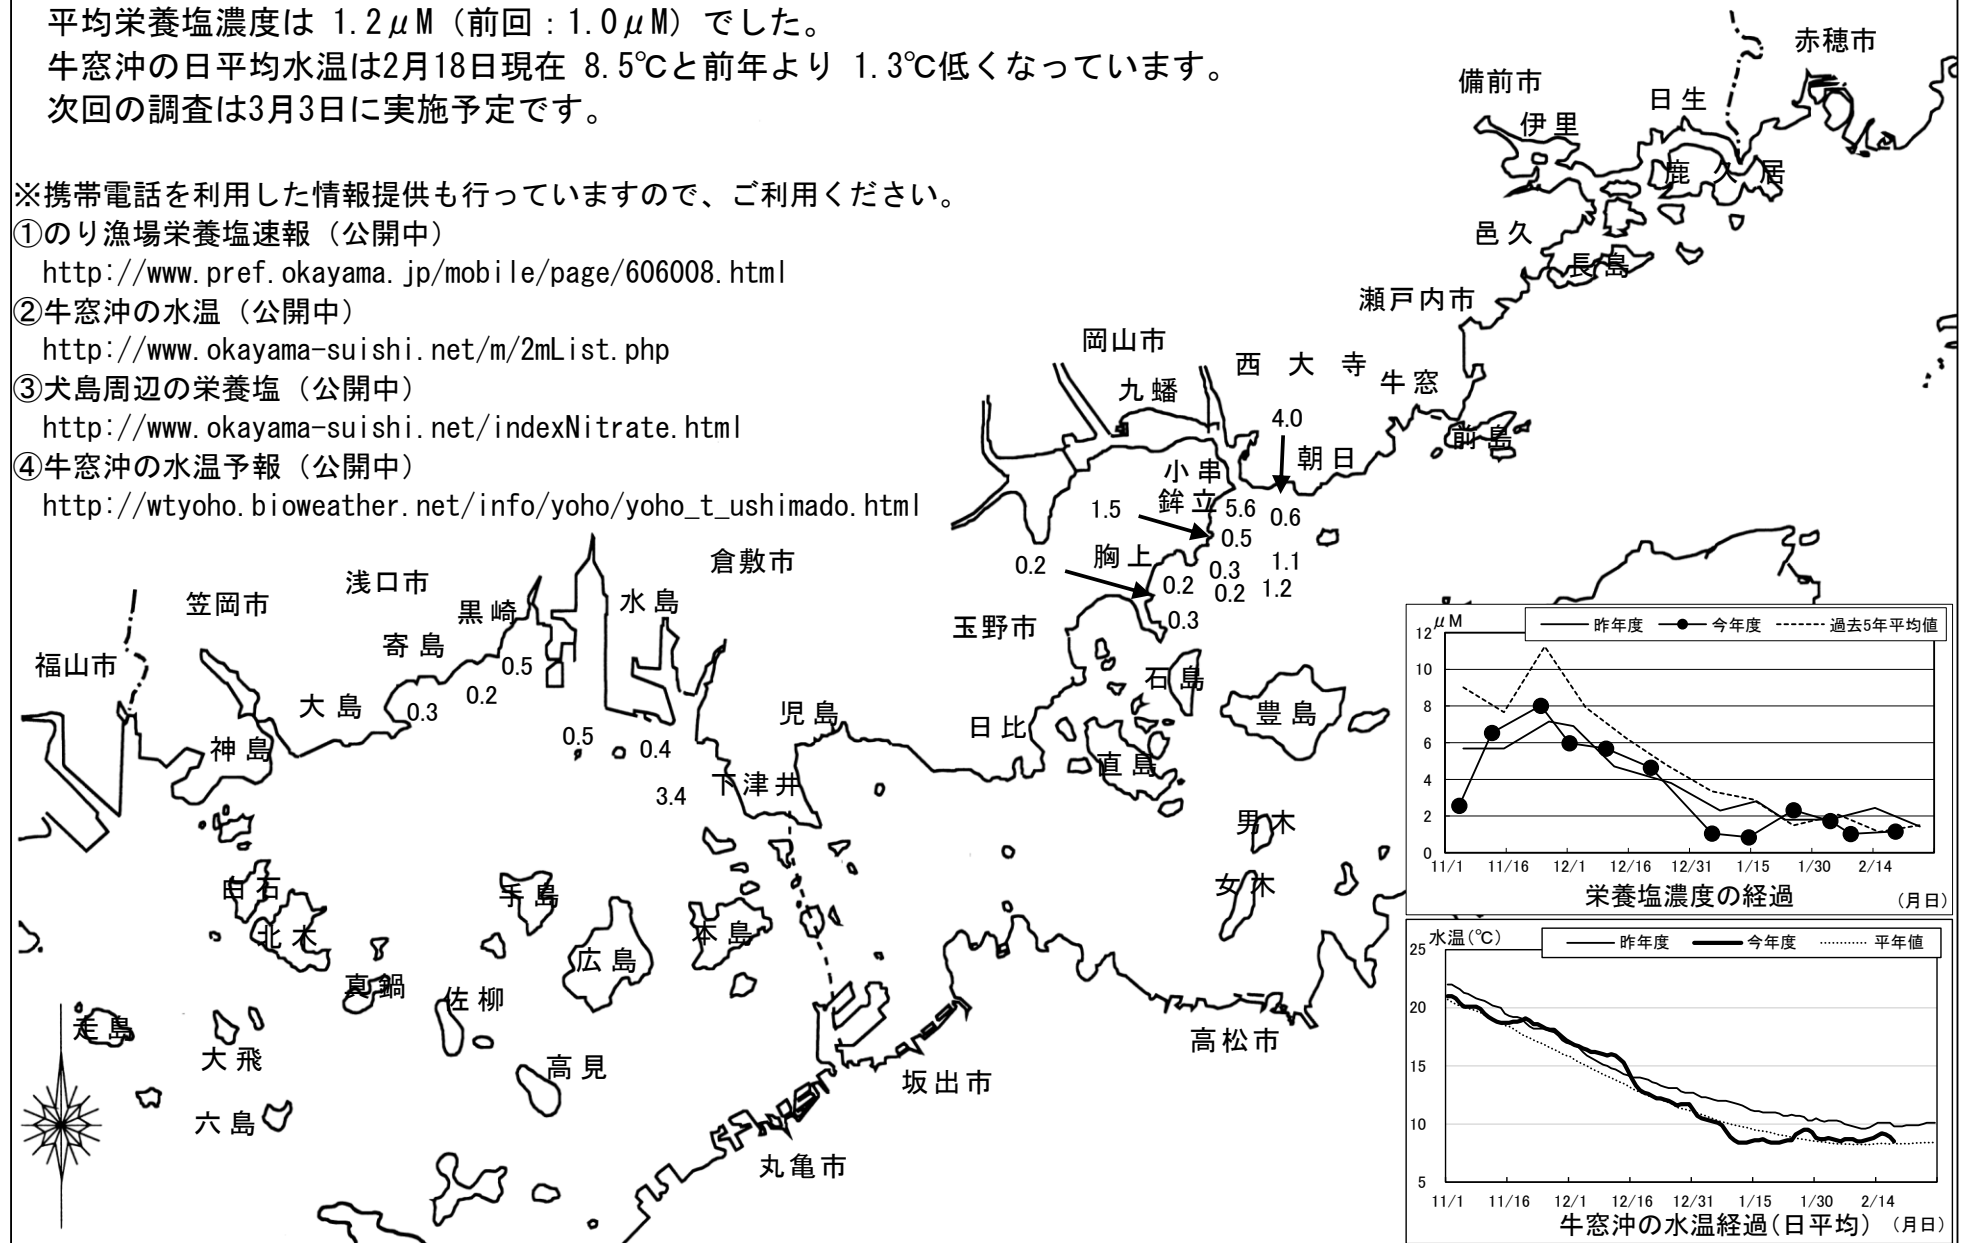 平均栄養塩濃度は 1.2μM（前回：1.0μM）でした。
牛窓沖の日平均水温は2月18日現在 8.5℃と前年より 1.3℃低くなっています。
次回の調査は3月3日に実施予定です。
※携帯電話を利用した情報提供も行っていますので、ご利用ください。
①のり漁場栄養塩速報（公開中）
http://www.pref.okayama.jp/mobile/page/606008.html
②牛窓沖の水温（公開中）
http://www.okayama-suishi.net/m/2mList.php
③犬島周辺の栄養塩（公開中）
http://www.okayama-suishi.net/indexNitrate.html
④牛窓沖の水温予報（公開中）
http://wtyoho.bioweather.net/info/yoho/yoho_t_ushimado.html
赤穂市
備前市
日生
伊里
鹿久居
邑久
長島
瀬戸内市
岡山市
西大寺
牛窓
九蟠
前島
4.0
朝日
小串
鉾立
1.5
5.6
0.6
0.5
胸上
0.2
1.1
0.3
0.2
0.2
1.2
0.3
玉野市
倉敷市
浅口市
笠岡市
黒崎
水島
寄島
福山市
0.5
0.2
0.3
大島
石島
児島
日比
豊島
神島
0.5
0.4
直島
下津井
3.4
男木
女木
白石
手島
北木
本島
広島
真鍋
佐柳
走島
大飛
高見
六島
高松市
坂出市
丸亀市
μM
昨年度 今年度 過去5年平均値
12
10
8
6
4
2
0
11/1 11/16 12/1 12/16 12/31 1/15 1/30 2/14
栄養塩濃度の経過 （月日）
水温(℃)
昨年度 今年度 平年値
25
20
15
10
5
11/1 11/16 12/1 12/16 12/31 1/15 1/30 2/14
牛窓沖の水温経過(日平均) （月日）